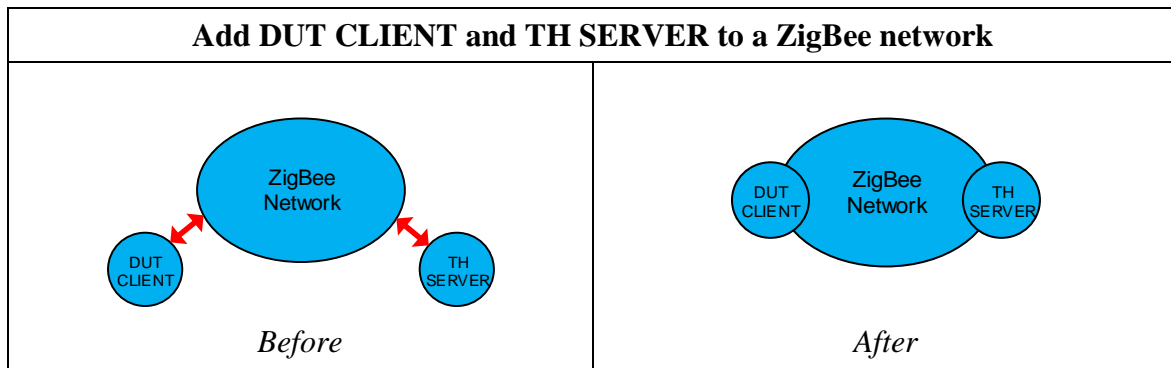 Add DUT CLIENT and TH SERVER to a ZigBee network
ZigBee
Network
DUT
CLIENT
TH
SERVER
Before
ZigBee
Network
DUT
CLIENT
TH
SERVER
After